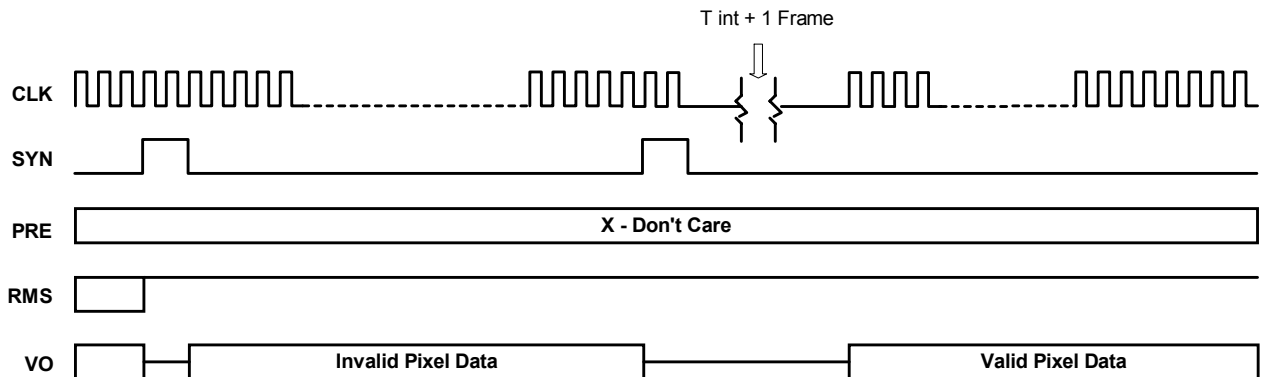 T int + 1 Frame
CLK
SYN
PRE
X - Don't Care
RMS
VO
Invalid Pixel Data
Valid Pixel Data